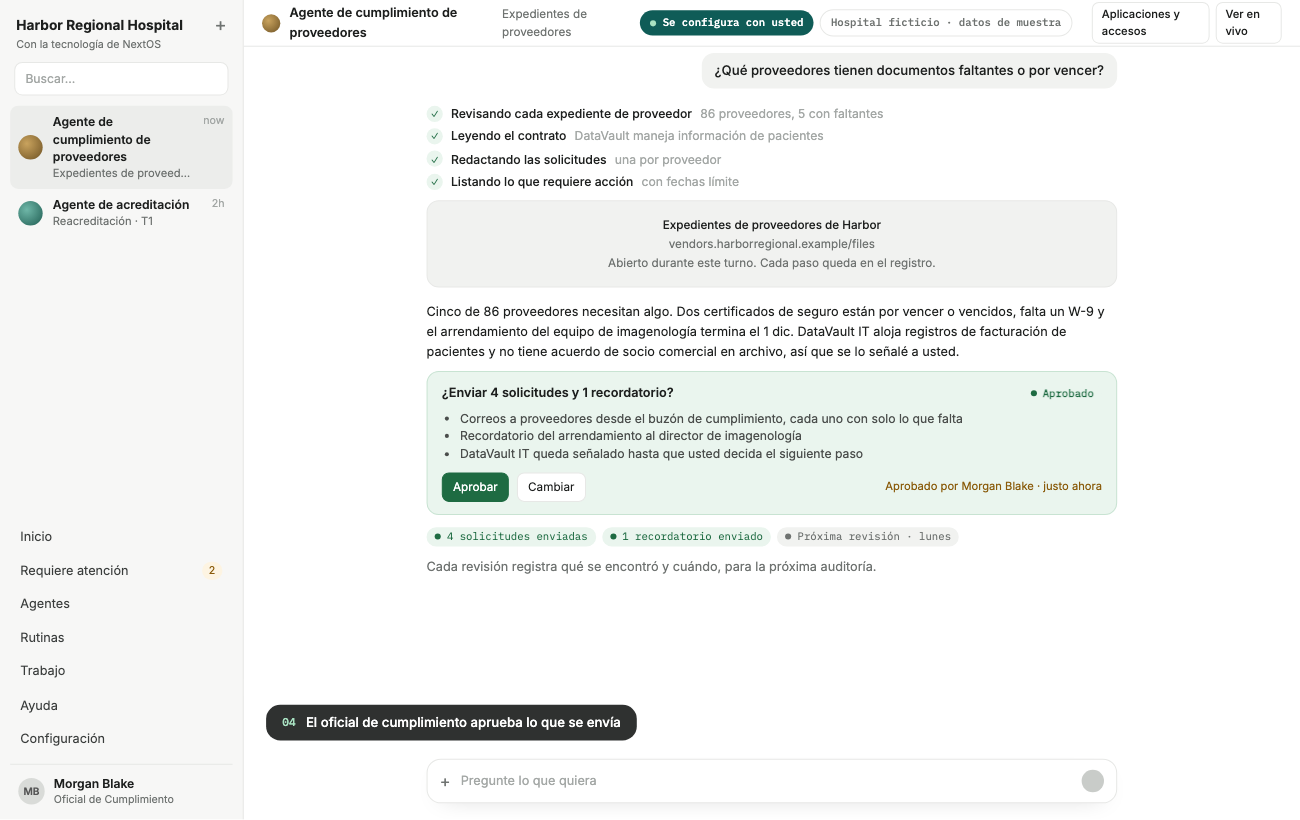 Harbor Regional Hospital
+
Con la tecnología de NextOS
Buscar...
Agente de
cumplimiento de
proveedores
now
Expedientes de proveed...
Agente de acreditación
2h
Reacreditación · T1
Inicio
Requiere atención
2
Agentes
Rutinas
Trabajo
Ayuda
Configuración
MB
Morgan Blake
Oficial de Cumplimiento
Agente de cumplimiento de
proveedores
Expedientes de
proveedores
Se configura con usted
Hospital ficticio · datos de muestra
Aplicaciones y
accesos
Ver en
vivo
¿Qué proveedores tienen documentos faltantes o por vencer?
✓ Revisando cada expediente de proveedor 86 proveedores, 5 con faltantes
✓ Leyendo el contrato DataVault maneja información de pacientes
✓ Redactando las solicitudes una por proveedor
✓ Listando lo que requiere acción con fechas límite
Expedientes de proveedores de Harbor
vendors.harborregional.example/files
Abierto durante este turno. Cada paso queda en el registro.
Cinco de 86 proveedores necesitan algo. Dos certificados de seguro están por vencer o vencidos, falta un W-9 y
el arrendamiento del equipo de imagenología termina el 1 dic. DataVault IT aloja registros de facturación de
pacientes y no tiene acuerdo de socio comercial en archivo, así que se lo señalé a usted.
¿Enviar 4 solicitudes y 1 recordatorio?
Aprobado
• Correos a proveedores desde el buzón de cumplimiento, cada uno con solo lo que falta
• Recordatorio del arrendamiento al director de imagenología
• DataVault IT queda señalado hasta que usted decida el siguiente paso
Aprobar
Cambiar
Aprobado por Morgan Blake · justo ahora
4 solicitudes enviadas
1 recordatorio enviado
Próxima revisión · lunes
Cada revisión registra qué se encontró y cuándo, para la próxima auditoría.
04 El oficial de cumplimiento aprueba lo que se envía
+ Pregunte lo que quiera